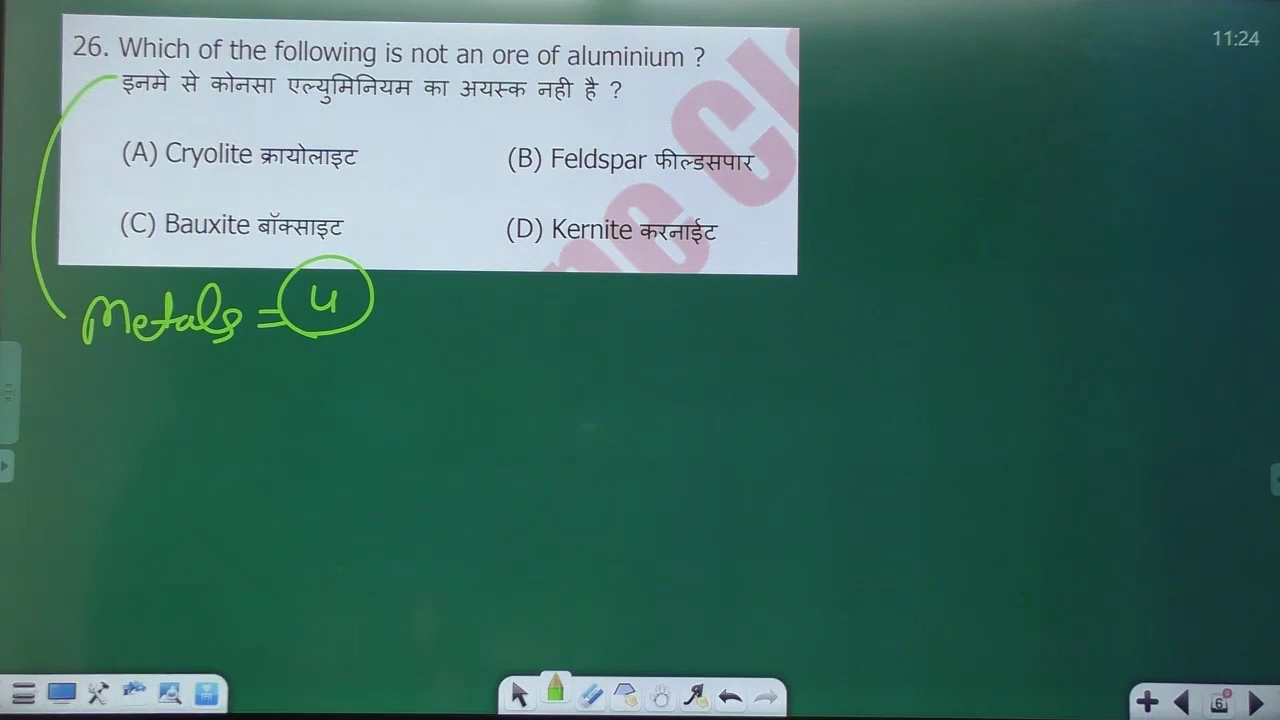 11:24
26. Which of the following is not an ore of aluminium ?
इनमे से कोनसा एल्युमिनियम का अयस्क नही है ?
(A) Cryolite क्रायोलाइट (B) Feldspar फील्डसपार
(C) Bauxite बॉक्साइट (D) Kernite करनाईट
Metals = 4